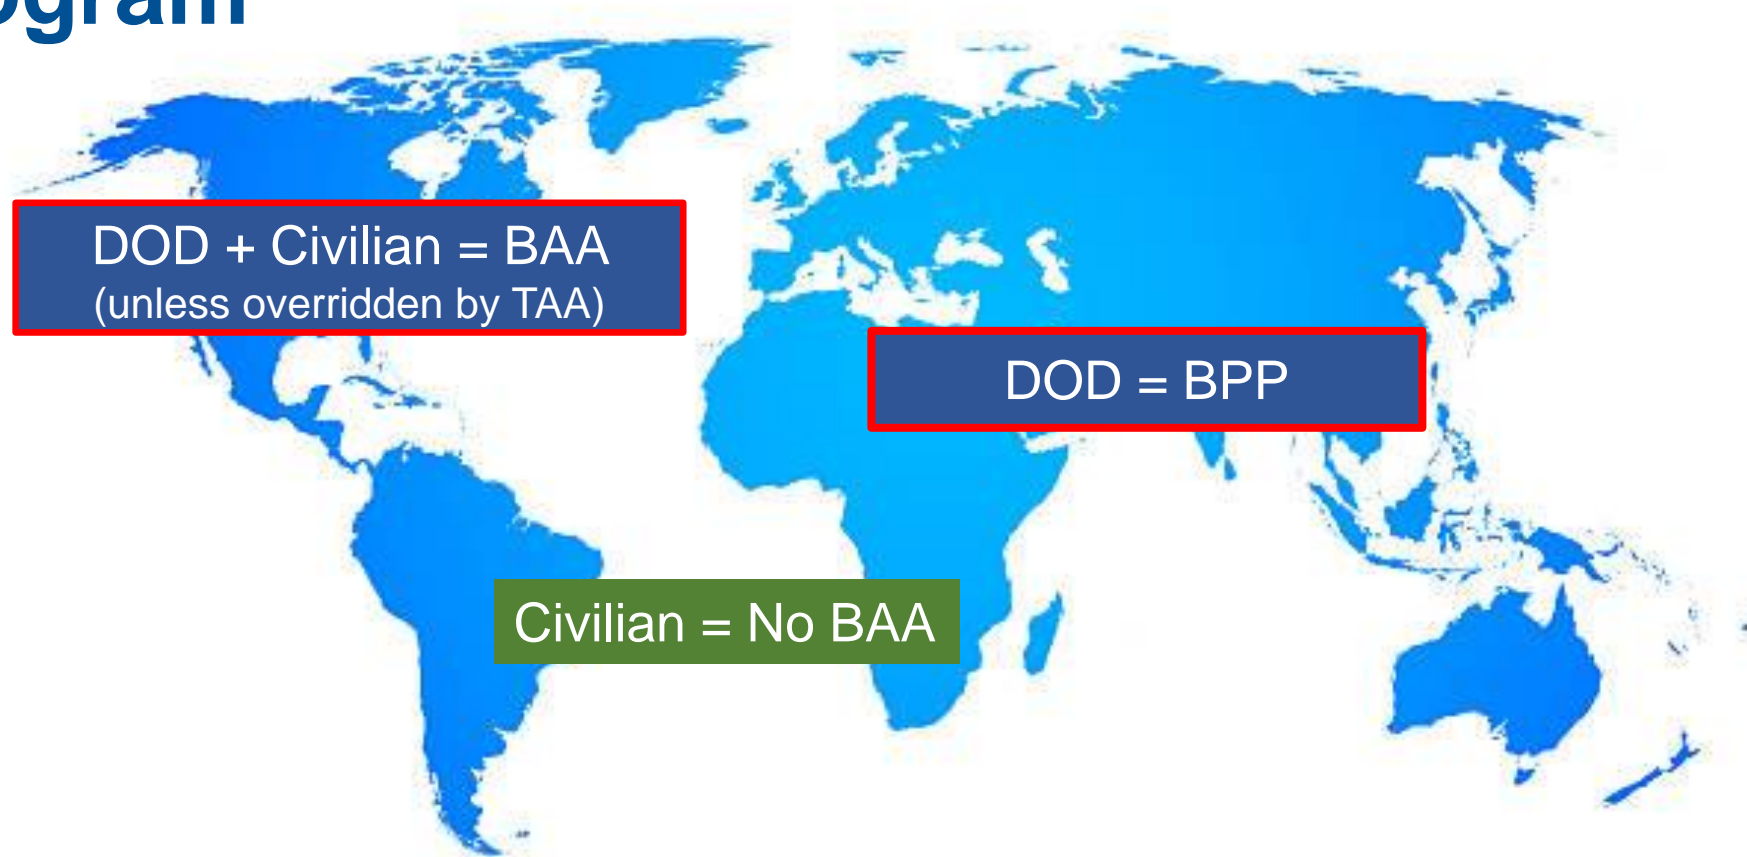 DOD + Civilian = BAA
(unless overridden by TAA)
DOD = BPP
Civilian = No BAA